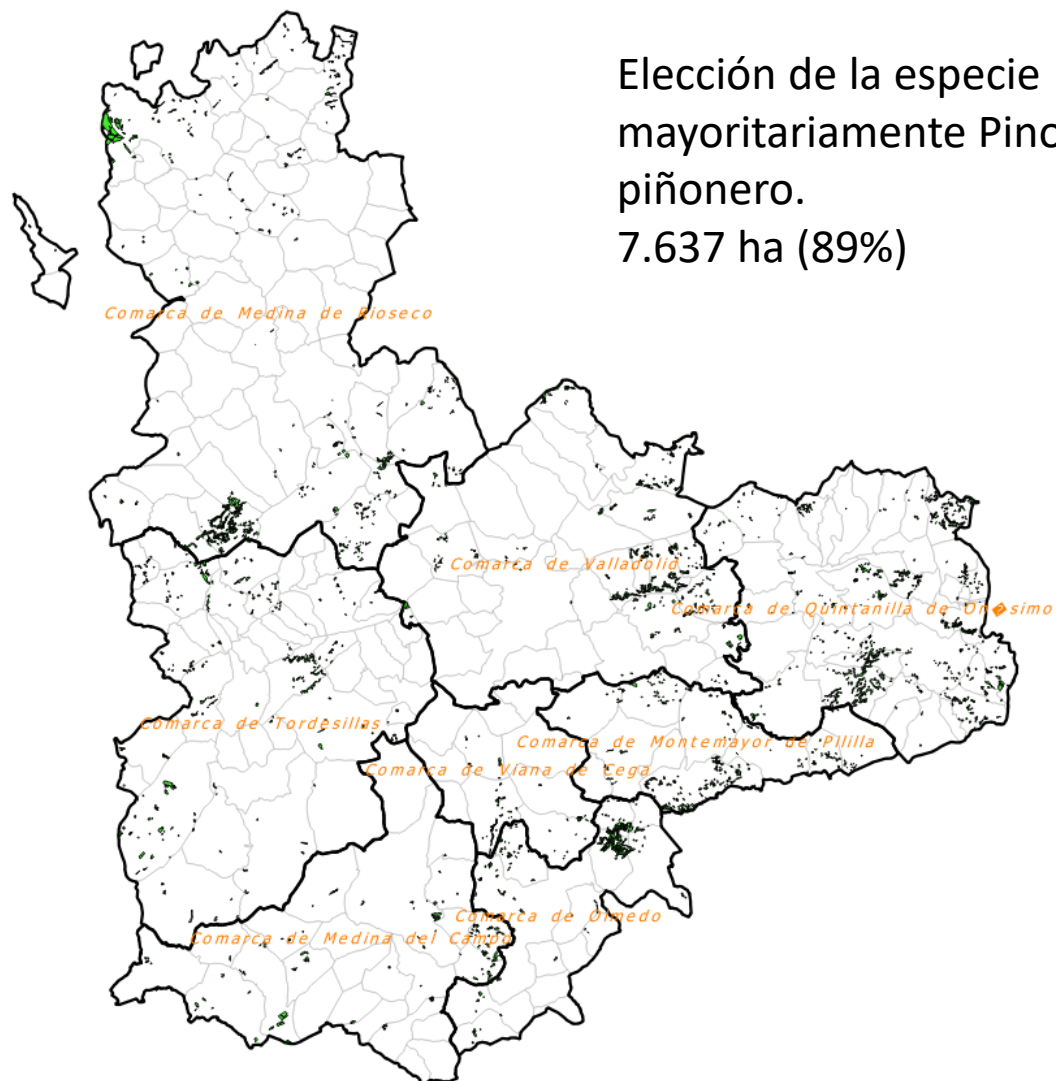 Elección de la especie
mayoritariamente Pino
piñonero.
7.637 ha (89%)
Comarca de Medina de Rioseco
Comarca de Valladolid
Comarca de Quintanilla de On�simo
Comarca de Tordesillas
Comarca de Montemayor de Pililla
Comarca de Viana de Cega
Comarca de Olmedo
Comarca de Medina del Campo